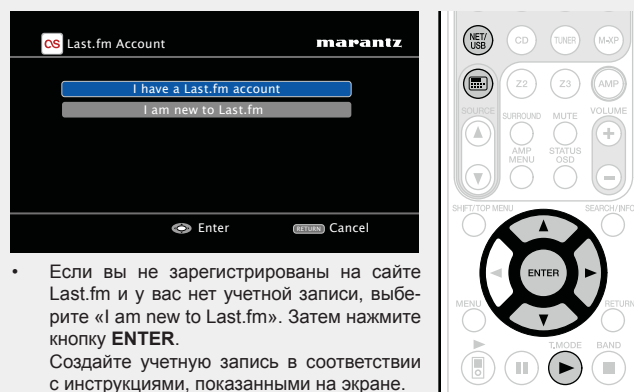 Last.fm Account
marantz
I have a Last.fm account
I am new to Last.fm
Enter
RETURN Cancel
• Если вы не зарегистрированы на сайте
Last.fm и у вас нет учетной записи, выбе-
рите «I am new to Last.fm». Затем нажмите
кнопку ENTER.
Создайте учетную запись в соответствии
с инструкциями, показанными на экране.
NET/
USB
CD
TUNER
M-XP
Z2
Z3
AMP
SOURCE
SURROUND
MUTE
VOLUME
AMP
MENU
STATUS
OSD
SHIFT/TOP MENU
SEARCH/INFO
ENTER
MENU
RETURN
T.MODE
BAND